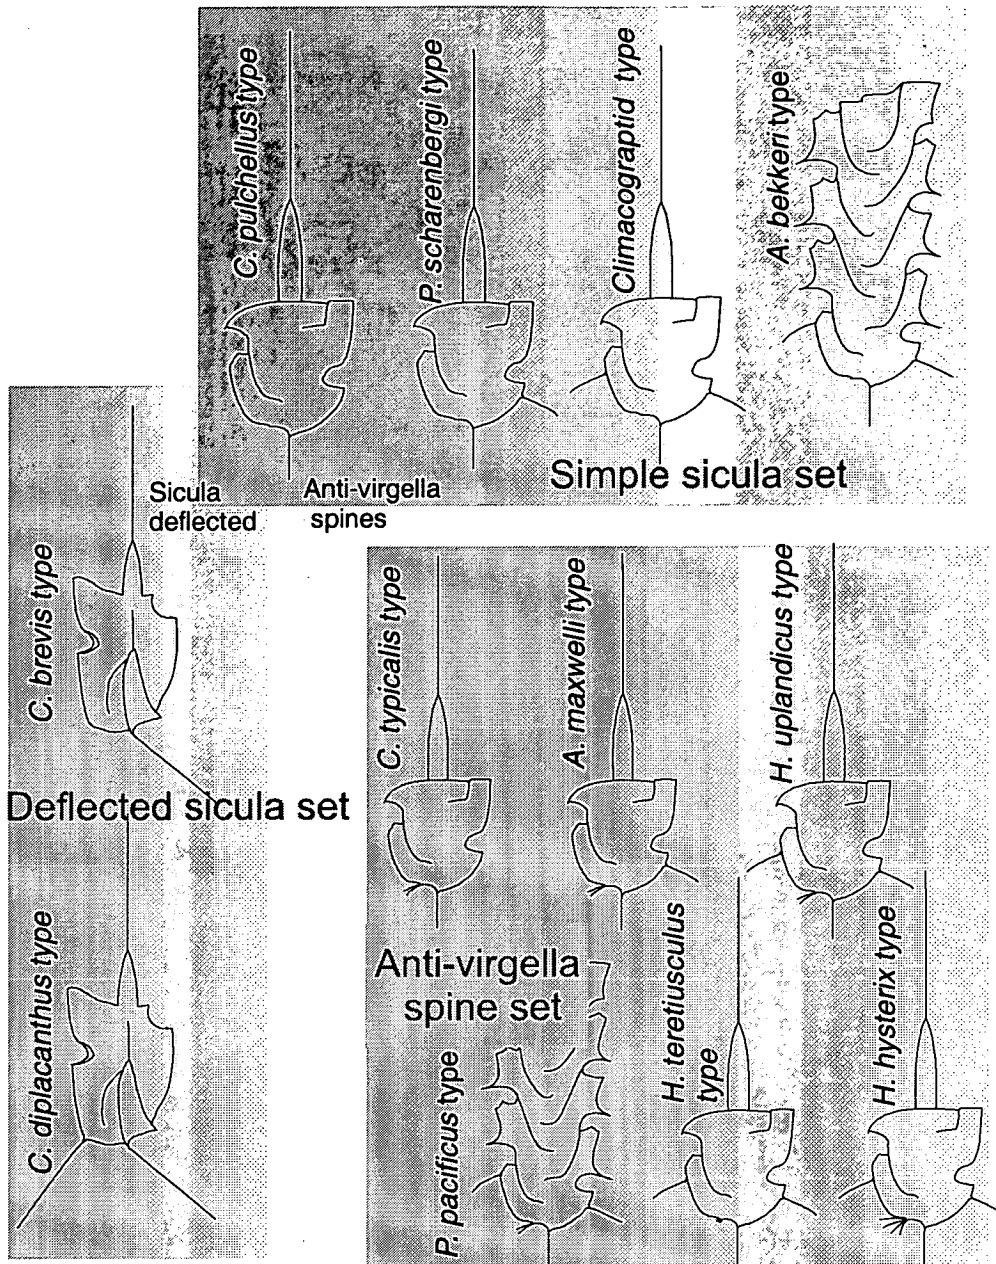 C. pulchellus type
P. scharenbergi type
Climacograptid type
A. bekkeri type
Simple sicula set
Sicula
deflected
Anti-virgella
spines
C. brevis type
Deflected sicula set
C. diplacanthus type
C. typicalis type
A. maxwelli type
H. uplandicus type
Anti-virgella
spine set
P. pacificus type
H. teretiusculus
type
H. hysterix type